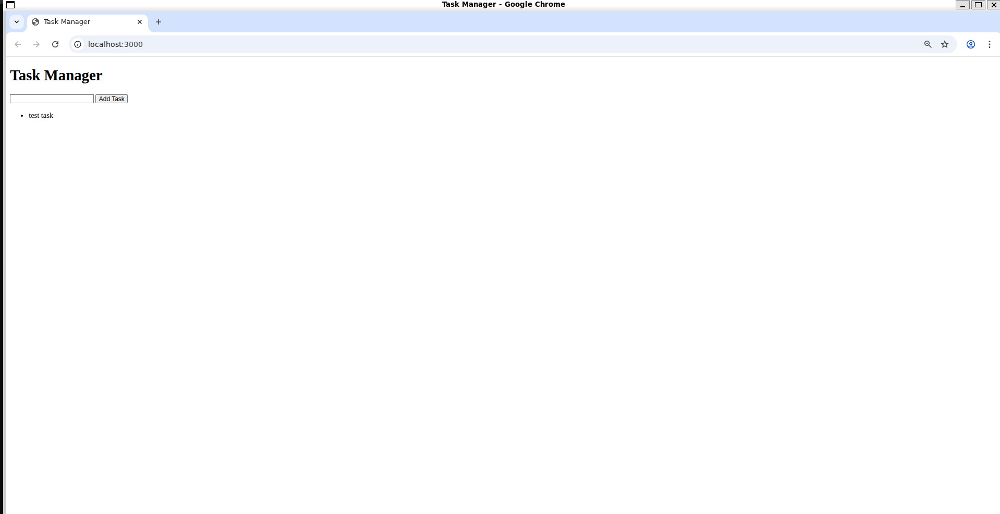 Task Manager - Google Chrome
Task Manager
localhost:3000
Task Manager
Add Task
test task